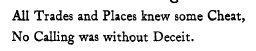 All Trades and Places knew some Cheat,
No Calling was without Deceit.